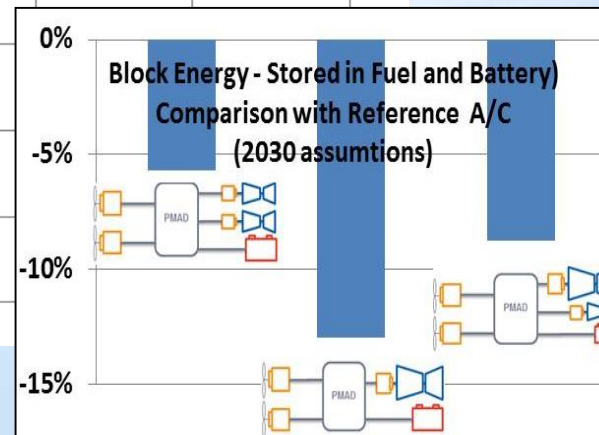 0%
Block Energy - Stored in Fuel and Battery)
Comparison with Reference A/C
(2030 assumtions)
-5%
PMAD
-10%
PMAD
-15%
PMAD